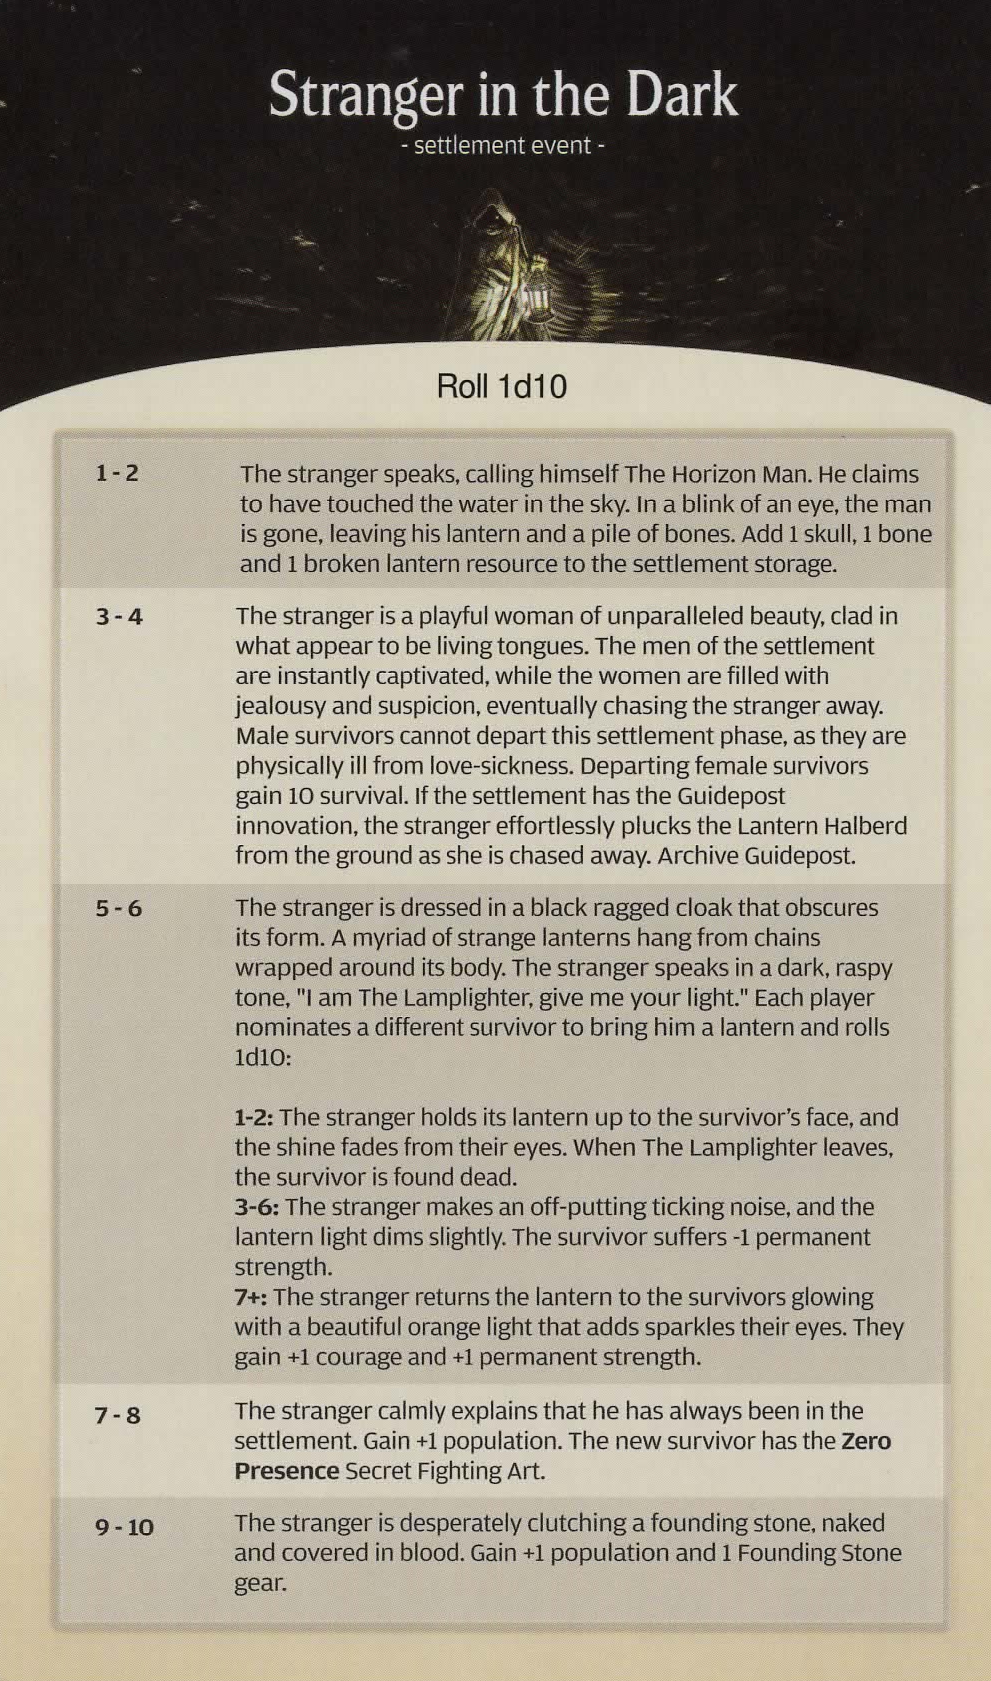 Stranger in the Dark
- settlement event -
Roll 1d10
1 - 2
The stranger speaks, calling himself The Horizon Man. He claims
to have touched the water in the sky. In a blink of an eye, the man
is gone, leaving his lantern and a pile of bones. Add 1 skull, 1 bone
and 1 broken lantern resource to the settlement storage.
3 - 4
The stranger is a playful woman of unparalleled beauty, clad in
what appear to be living tongues. The men of the settlement
are instantly captivated, while the women are filled with
jealousy and suspicion, eventually chasing the stranger away.
Male survivors cannot depart this settlement phase, as they are
physically ill from love-sickness. Departing female survivors
gain 10 survival. If the settlement has the Guidepost
innovation, the stranger effortlessly plucks the Lantern Halberd
from the ground as she is chased away. Archive Guidepost.
5 - 6
The stranger is dressed in a black ragged cloak that obscures
its form. A myriad of strange lanterns hang from chains
wrapped around its body. The stranger speaks in a dark, raspy
tone, "I am The Lamplighter, give me your light." Each player
nominates a different survivor to bring him a lantern and rolls
1d10:
1-2: The stranger holds its lantern up to the survivor's face, and
the shine fades from their eyes. When The Lamplighter leaves,
the survivor is found dead.
3-6: The stranger makes an off-putting ticking noise, and the
lantern light dims slightly. The survivor suffers -1 permanent
strength.
7+: The stranger returns the lantern to the survivors glowing
with a beautiful orange light that adds sparkles their eyes. They
gain +1 courage and +1 permanent strength.
7 - 8
The stranger calmly explains that he has always been in the
settlement. Gain +1 population. The new survivor has the Zero
Presence Secret Fighting Art.
9 - 10
The stranger is desperately clutching a founding stone, naked
and covered in blood. Gain +1 population and 1 Founding Stone
gear.